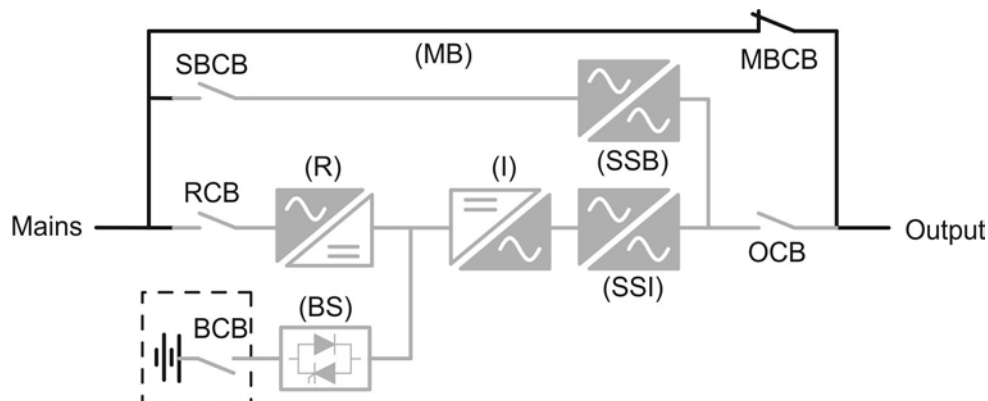 (MB)
MBCB
SBCB
(SSB)
(R)
(I)
RCB
Mains
Output
OCB
(SSI)
(BS)
BCB